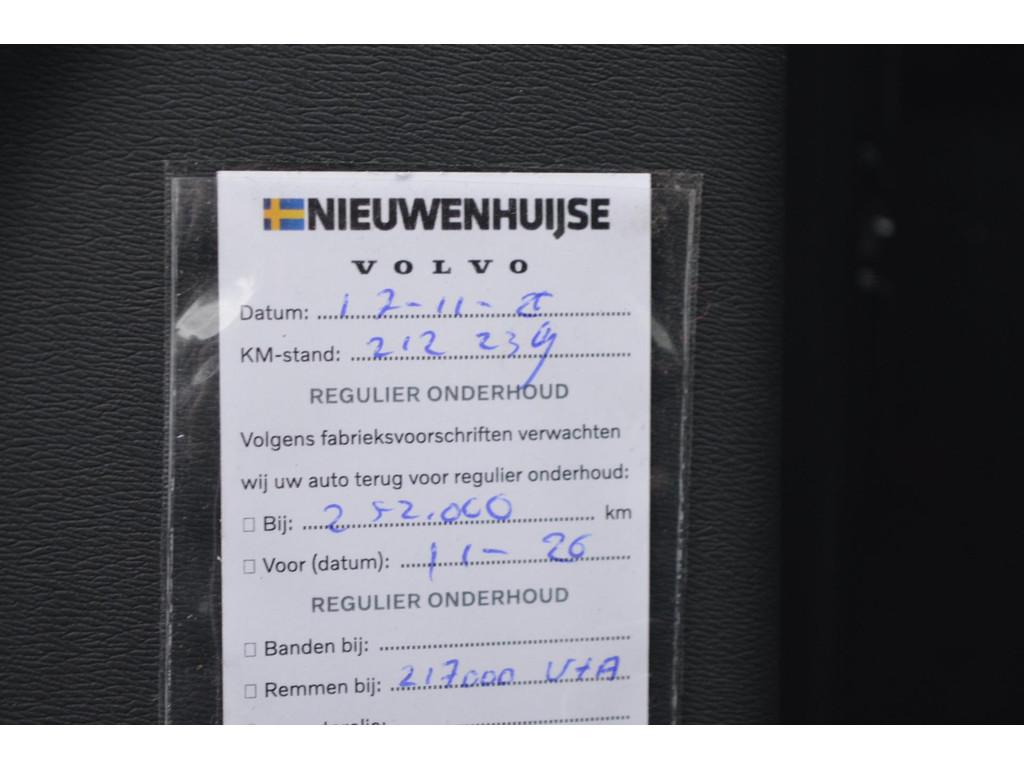 NIEUWENHUIJSE
VOLVO
Datum: 17-11-25
KM-stand: 212 239
REGULIER ONDERHOUD
Volgens fabrieksvoorschriften verwachten
wij uw auto terug voor regulier onderhoud:
Bij: 252.000 km
Voor (datum): 11-26
REGULIER ONDERHOUD
Banden bij:
Remmen bij: 217000 V+A